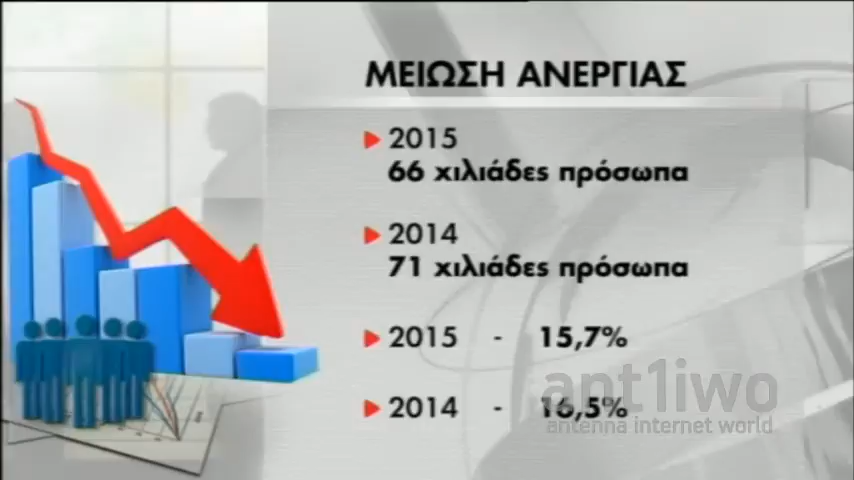 ΜΕΙΩΣΗ ΑΝΕΡΓΙΑΣ
2015
66 χιλιάδες πρόσωπα
2014
71 χιλιάδες πρόσωπα
2015 - 15,7%
2014 - 16,5%
ant1iwo
antenna internet world